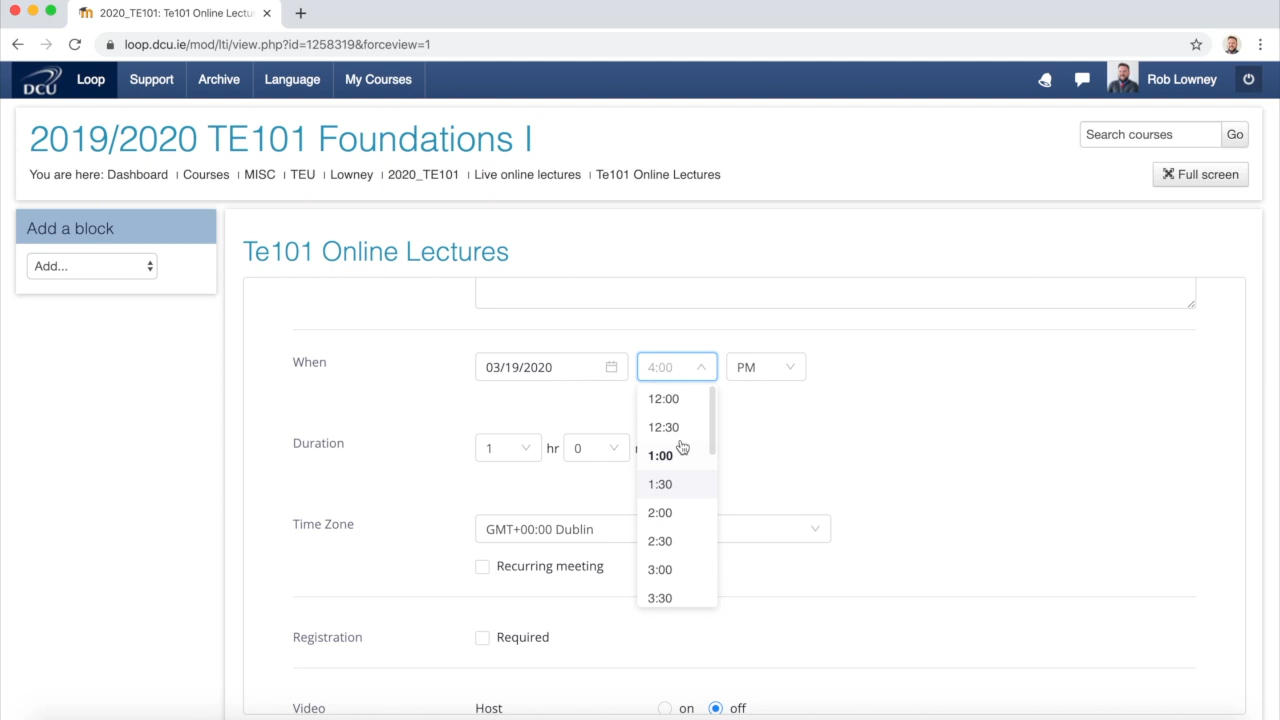 2020_TE101: Te101 Online Lectu
loop.dcu.ie/mod/lti/view.php?id=1258319&forceview=1
DCU Loop Support Archive Language My Courses Rob Lowney
2019/2020 TE101 Foundations I
Search courses Go
You are here: Dashboard Courses MISC TEU Lowney 2020_TE101 Live online lectures Te101 Online Lectures
Full screen
Add a block
Add...
Te101 Online Lectures
When 03/19/2020 4:00 PM
12:00
12:30
Duration 1 hr 0
1:00
1:30
2:00
Time Zone GMT+00:00 Dublin
2:30
Recurring meeting
3:00
3:30
Registration Required
Video Host on off